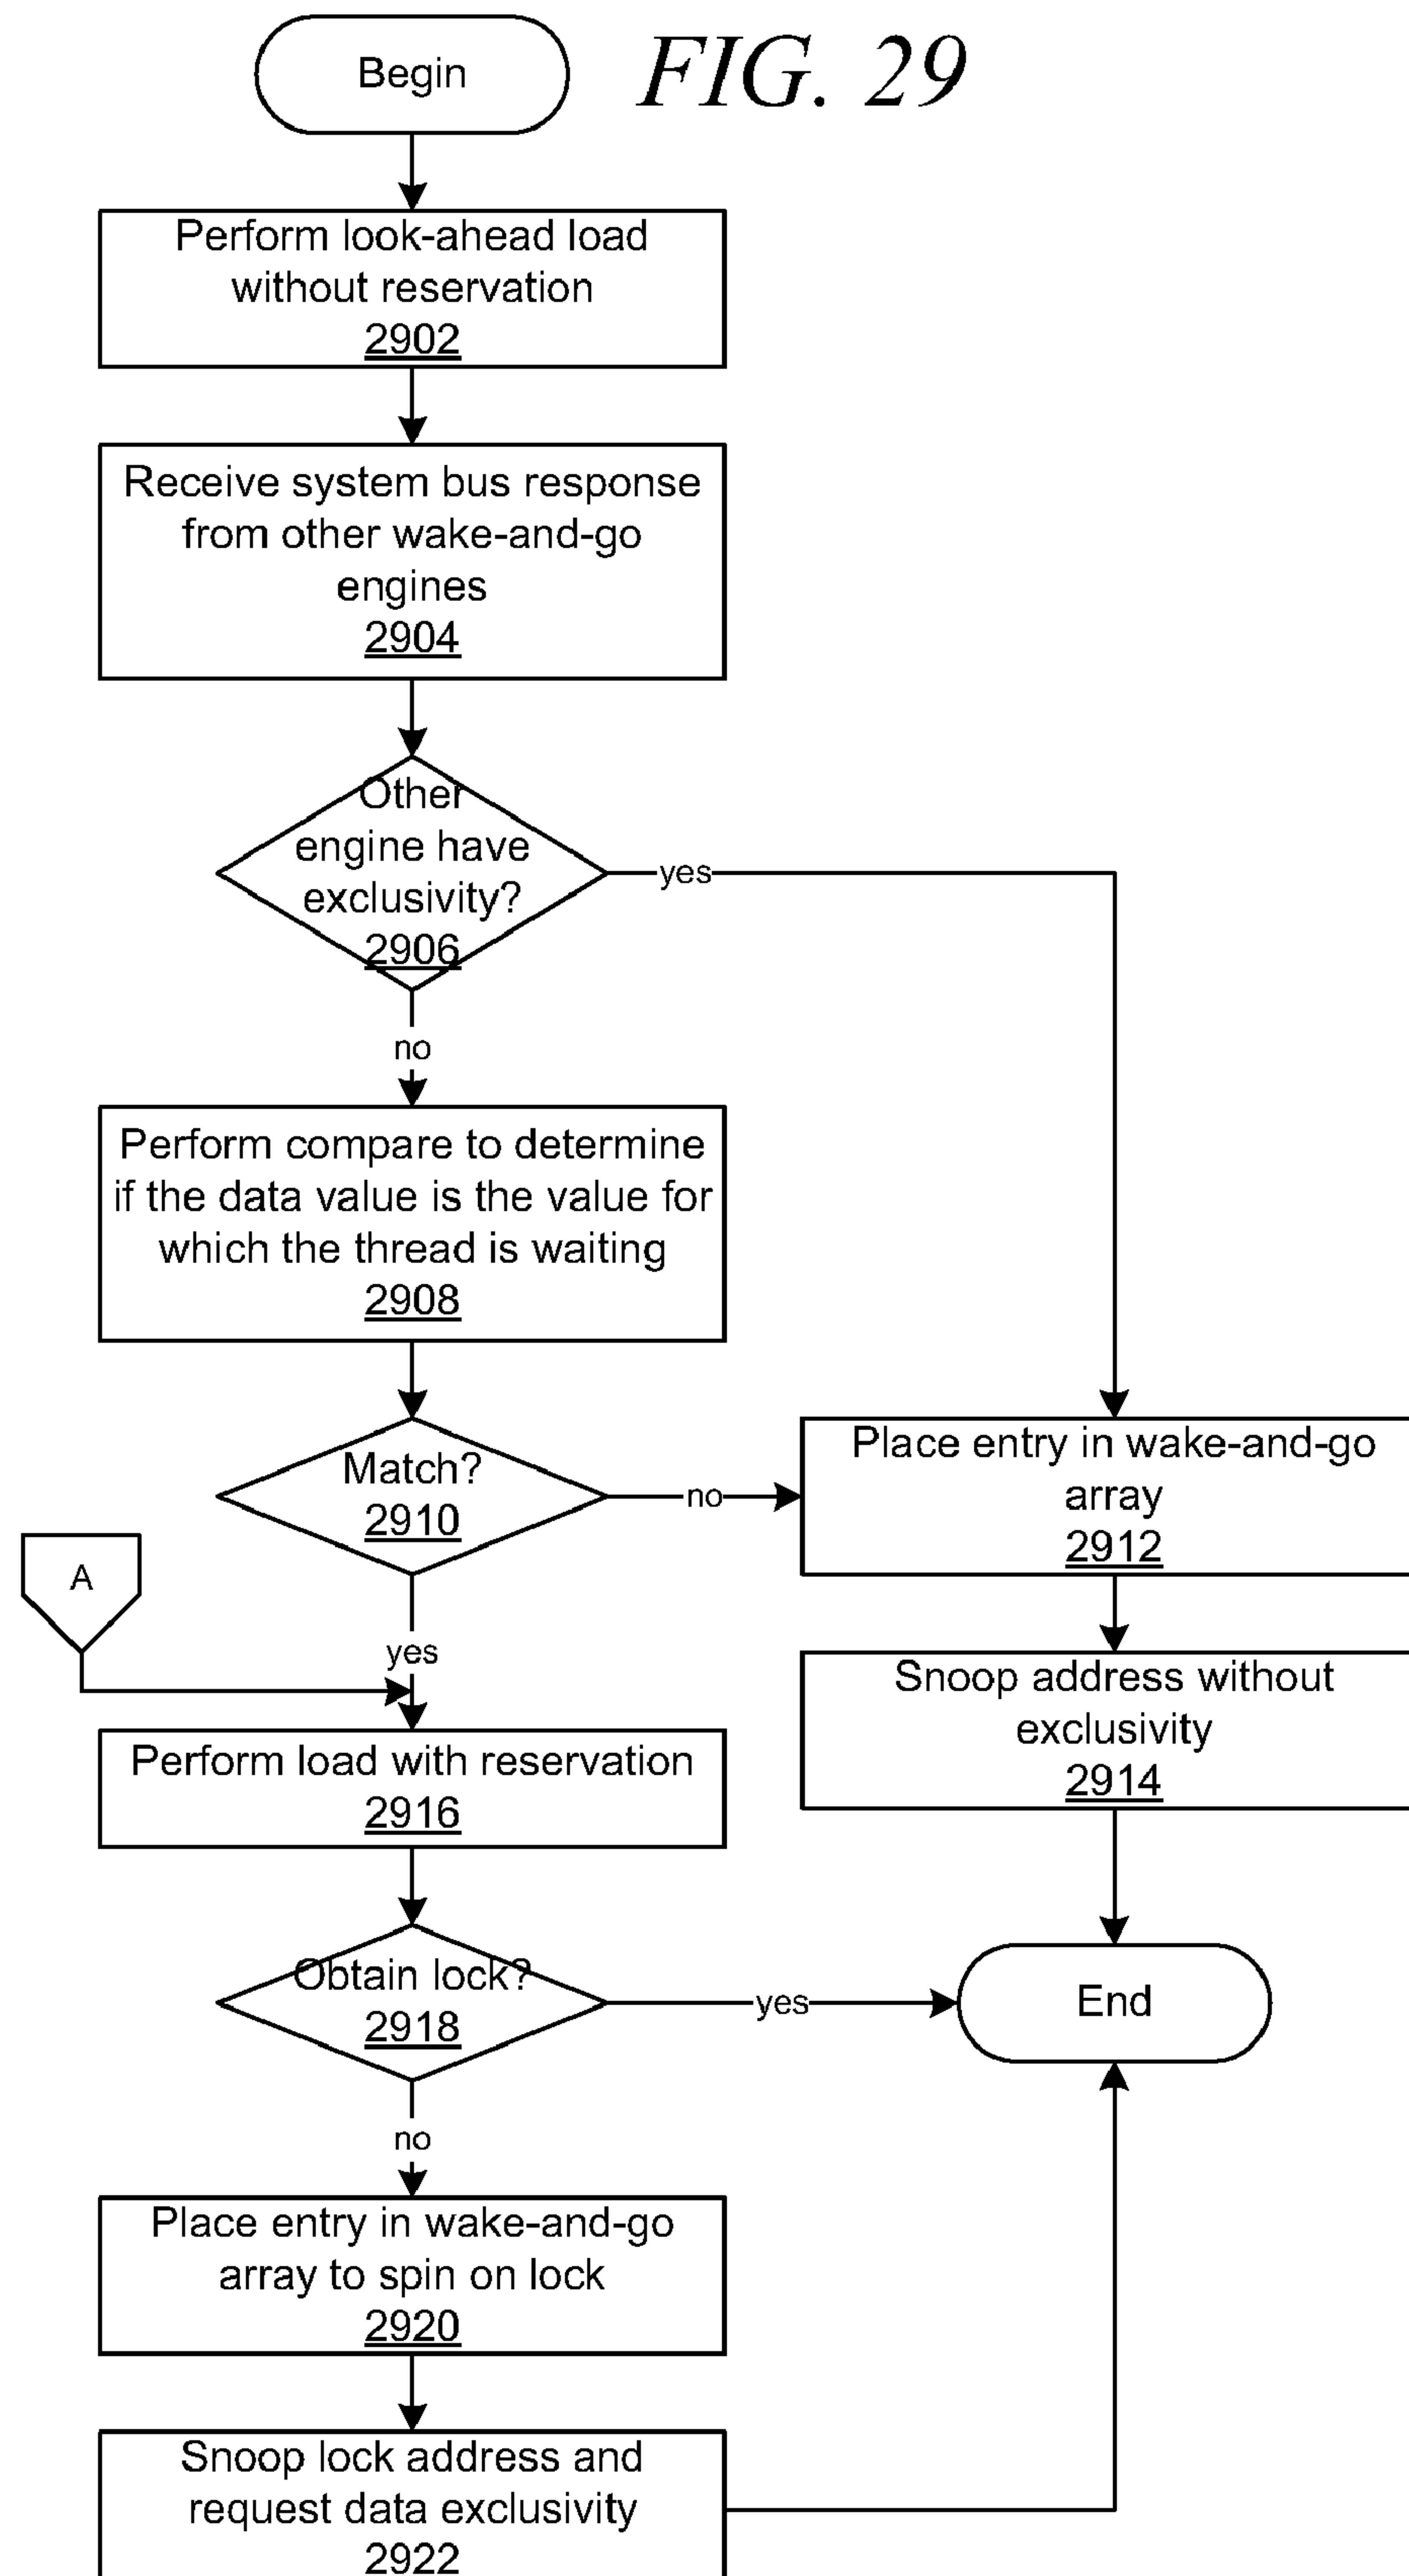 Begin
FIG. 29
Perform look-ahead load
without reservation
2902
Receive system bus response
from other wake-and-go
engines
2904
Other
engine have
exclusivity?
2906
yes
no
Perform compare to determine
if the data value is the value for
which the thread is waiting
2908
Match?
2910
no
Place entry in wake-and-go
array
2912
A
yes
Snoop address without
exclusivity
2914
Perform load with reservation
2916
Obtain lock?
2918
yes
End
no
Place entry in wake-and-go
array to spin on lock
2920
Snoop lock address and
request data exclusivity
2922